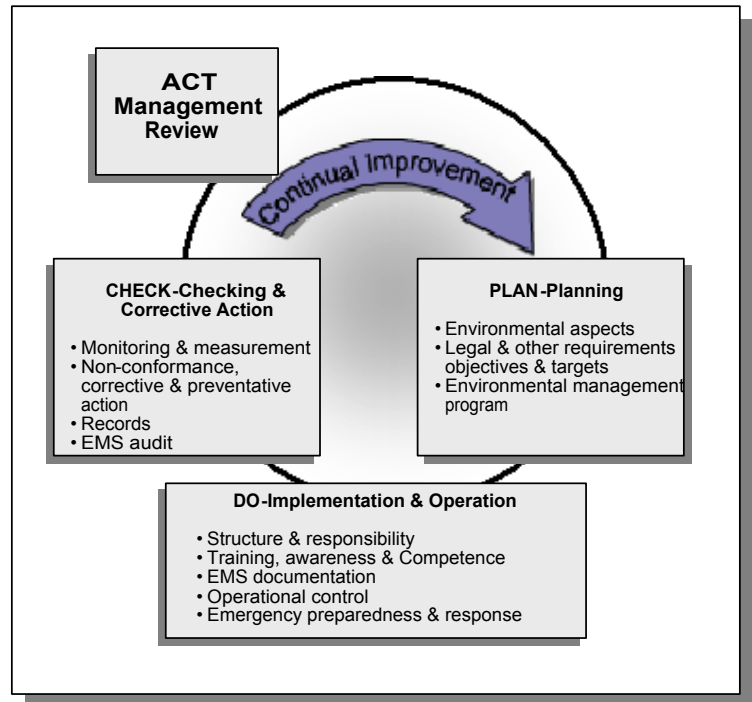 ACT
Management
Review
Continual Improvement
CHECK-Checking &
Corrective Action
• Monitoring & measurement
• Non-conformance,
corrective & preventative
action
• Records
• EMS audit
PLAN-Planning
• Environmental aspects
• Legal & other requirements
objectives & targets
• Environmental management
program
DO-Implementation & Operation
• Structure & responsibility
• Training, awareness & Competence
• EMS documentation
• Operational control
• Emergency preparedness & response